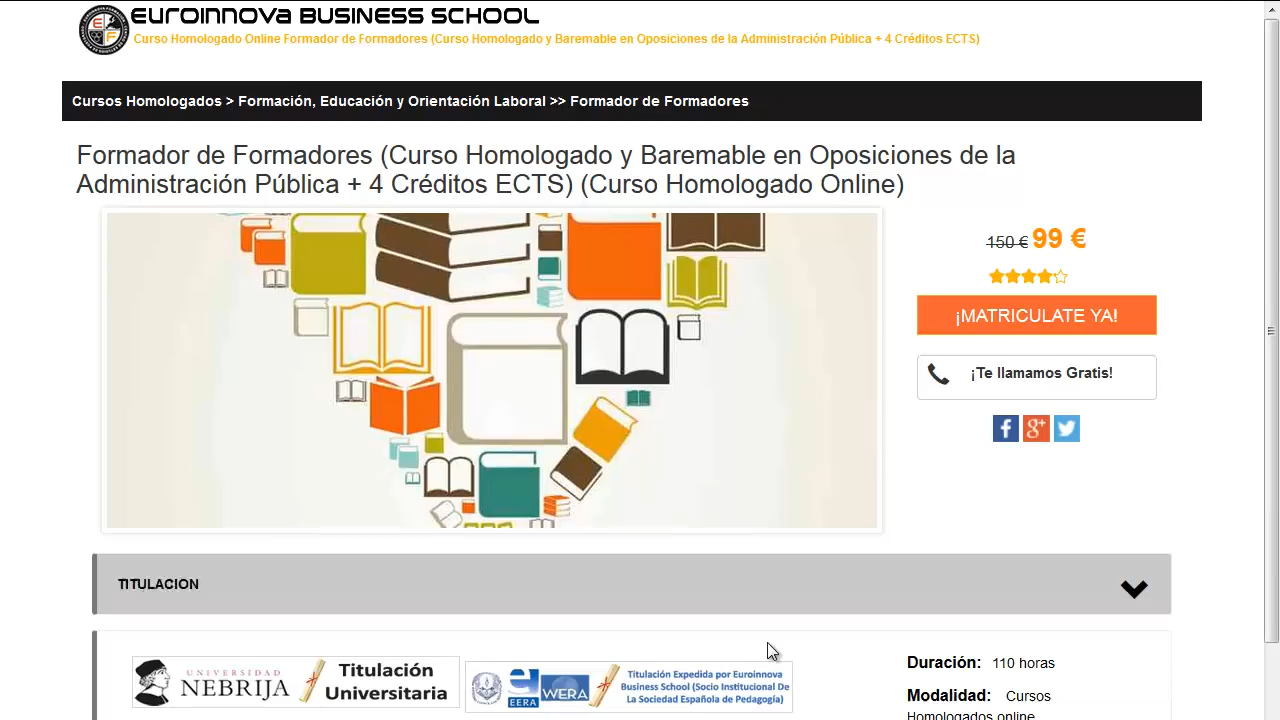 EUROINNOVA BUSINESS SCHOOL
Curso Homologado Online Formador de Formadores (Curso Homologado y Baremable en Oposiciones de la Administración Pública + 4 Créditos ECTS)
Cursos Homologados > Formación, Educación y Orientación Laboral >> Formador de Formadores
Formador de Formadores (Curso Homologado y Baremable en Oposiciones de la
Administración Pública + 4 Créditos ECTS) (Curso Homologado Online)
150 € 99 €
¡MATRICULATE YA!
¡Te llamamos Gratis!
f g+
TITULACION
UNIVERSIDAD
NEBRIJA
Titulación
Universitaria
EERA
WERA
Titulación Expedida por Euroinnova
Business School (Socio Institucional De
La Sociedad Española de Pedagogía)
Duración: 110 horas
Modalidad: Cursos
Homologados online